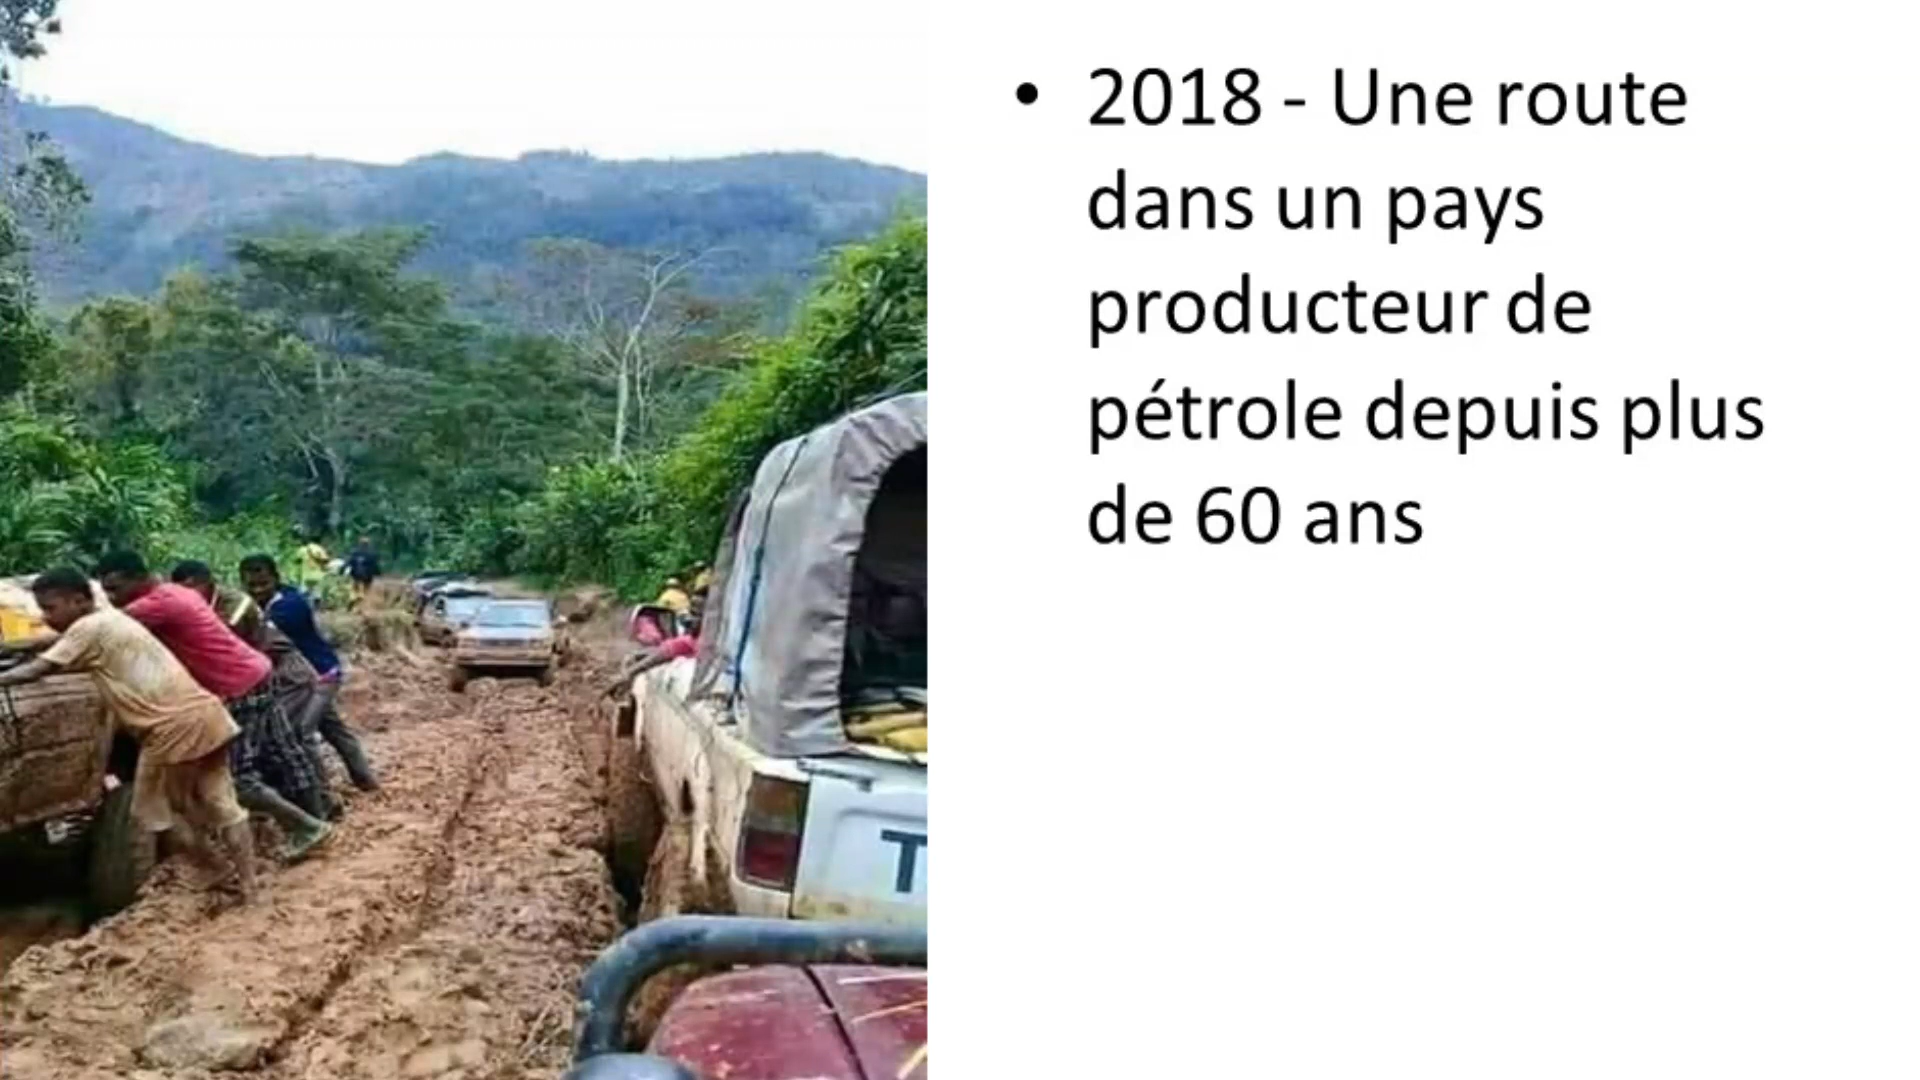 • 2018 - Une route
dans un pays
producteur de
pétrole depuis plus
de 60 ans
T